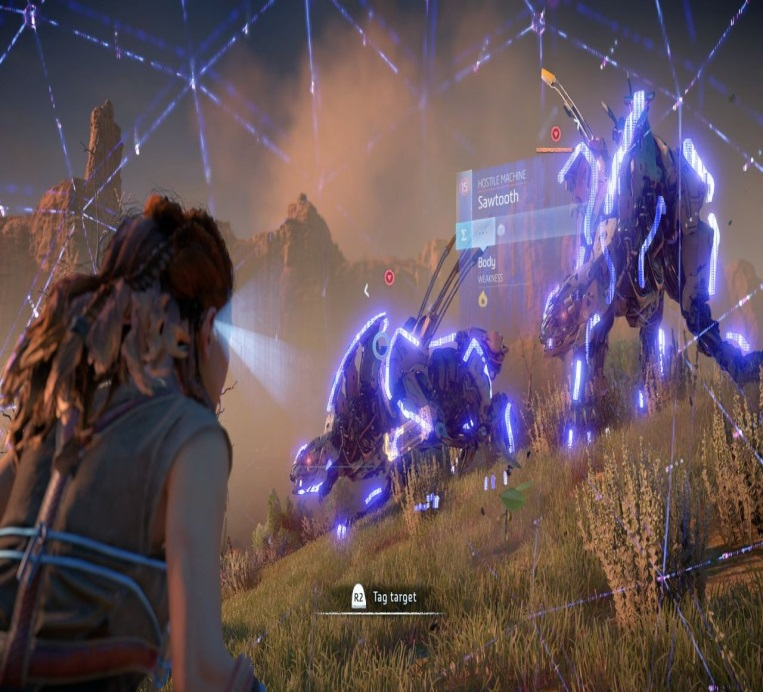 15
HOSTILE MACHINE
Sawtooth
Body
WEAKNESS
R2
Tag target